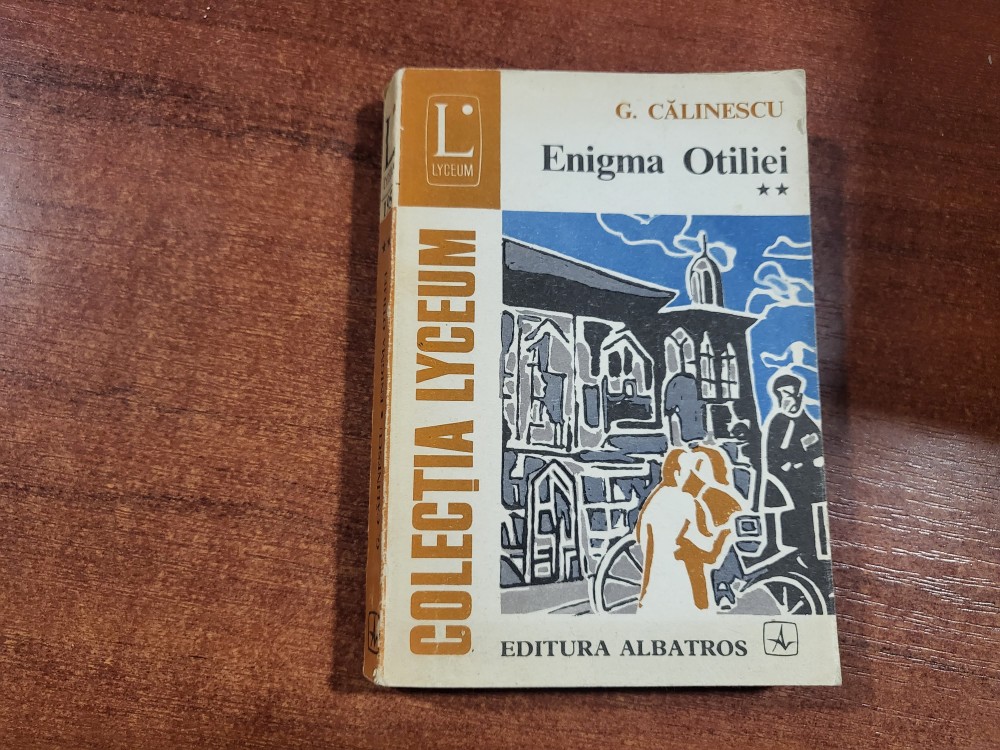 L
LYCEUM
G. CĂLINESCU
Enigma Otiliei
★★
COLECȚIA LYCEUM
EDITURA ALBATROS